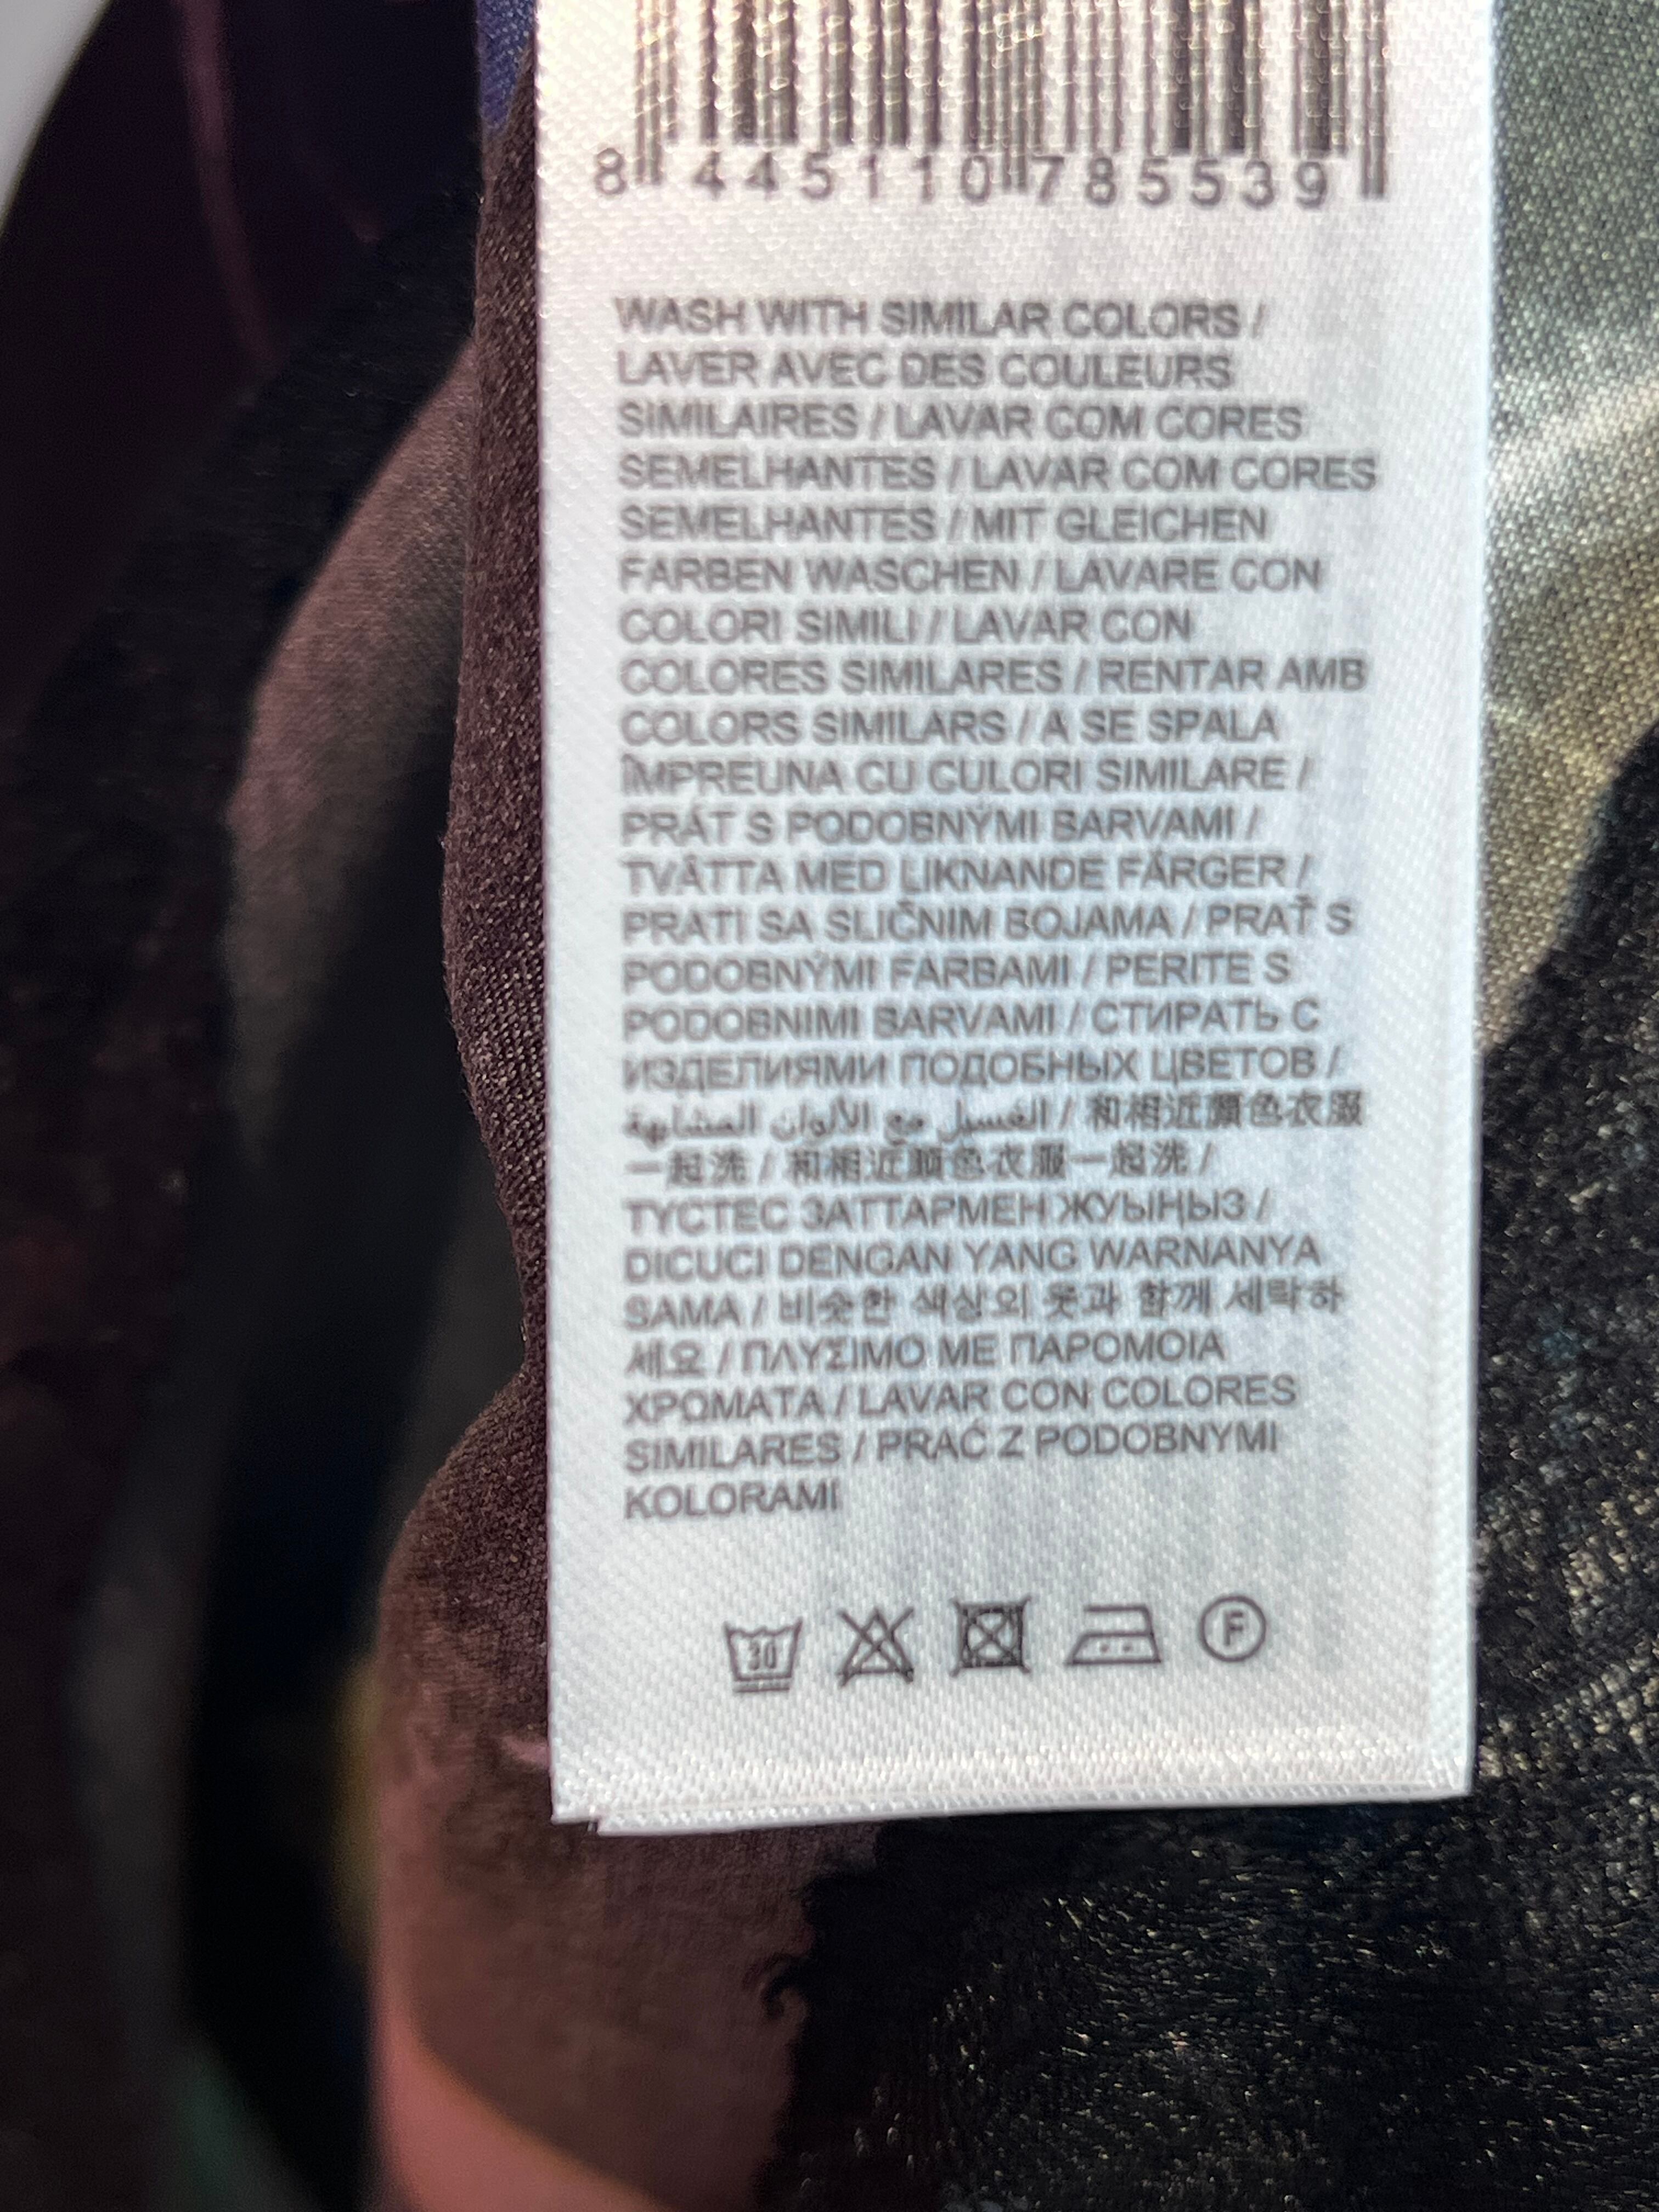 8 445110 785539
WASH WITH SIMILAR COLORS /
LAVER AVEC DES COULEURS
SIMILAIRES / LAVAR COM CORES
SEMELHANTES / LAVAR COM CORES
SEMELHANTES / MIT GLEICHEN
FARBEN WASCHEN / LAVARE CON
COLORI SIMILI / LAVAR CON
COLORES SIMILARES / RENTAR AMB
COLORS SIMILARS / A SE SPALA
ÎMPREUNA CU CULORI SIMILARE /
PRÁT S PODOBNÝMI BARVAMI /
TVÄTTA MED LIKNANDE FÄRGER /
PRATI SA SLIČNIM BOJAMA / PRAŤ S
PODOBNÝMI FARBAMI / PERITE S
PODOBNIMI BARVAMI / СТИРАТЬ С
ИЗДЕЛИЯМИ ПОДОБНЫХ ЦВЕТОВ /
الغسيل مع الألوان المشابهة / 和相近顏色衣服
一起洗 / 和相近颜色衣服一起洗 /
ТҮСТЕС ЗАТТАРМЕН ЖУЫҢЫЗ /
DICUCI DENGAN YANG WARNANYA
SAMA / 비슷한 색상의 옷과 함께 세탁하
세요 / ΠΛΥΣΙΜΟ ΜΕ ΠΑΡΟΜΟΙΑ
ΧΡΩΜΑΤΑ / LAVAR CON COLORES
SIMILARES / PRAĆ Z PODOBNYMI
KOLORAMI
30 F